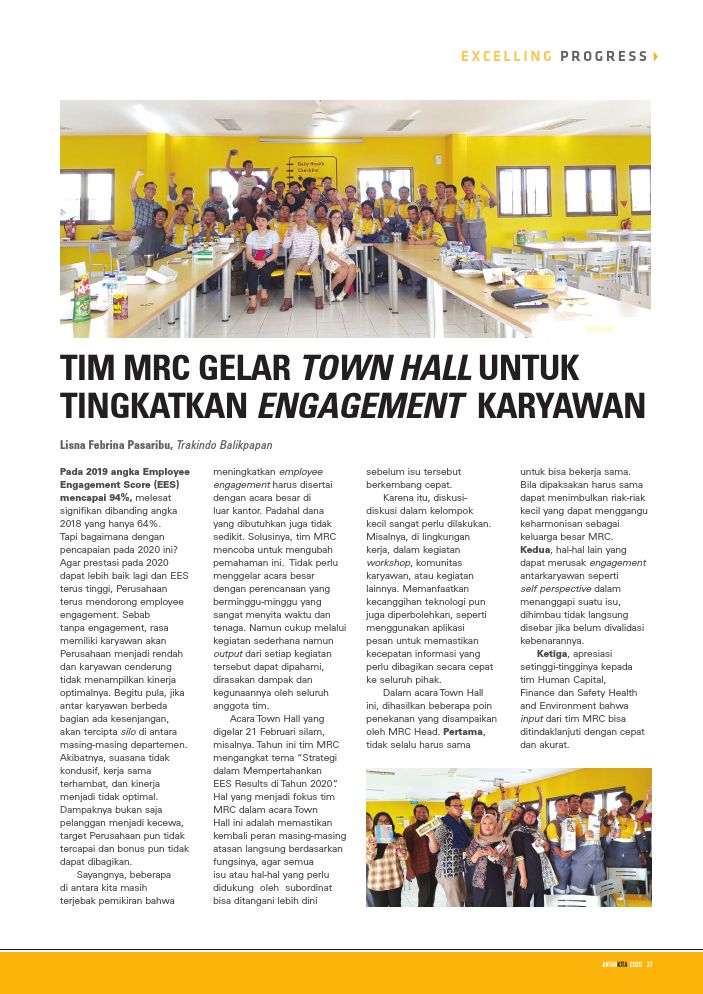 EXCELLING PROGRESS
Daily Health
Checklist
TIM MRC GELAR TOWN HALL UNTUK
TINGKATKAN ENGAGEMENT KARYAWAN
Lisna Febrina Pasaribu, Trakindo Balikpapan
Pada 2019 angka Employee
Engagement Score (EES)
mencapai 94%, melesat
signifikan dibanding angka
2018 yang hanya 64%.
Tapi bagaimana dengan
pencapaian pada 2020 ini?
Agar prestasi pada 2020
dapat lebih baik lagi dan EES
terus tinggi, Perusahaan
terus mendorong employee
engagement. Sebab
tanpa engagement, rasa
memiliki karyawan akan
Perusahaan menjadi rendah
dan karyawan cenderung
tidak menampilkan kinerja
optimalnya. Begitu pula, jika
antar karyawan berbeda
bagian ada kesenjangan,
akan tercipta silo di antara
masing-masing departemen.
Akibatnya, suasana tidak
kondusif, kerja sama
terhambat, dan kinerja
menjadi tidak optimal.
Dampaknya bukan saja
pelanggan menjadi kecewa,
target Perusahaan pun tidak
tercapai dan bonus pun tidak
dapat dibagikan.
Sayangnya, beberapa
di antara kita masih
terjebak pemikiran bahwa
meningkatkan employee
engagement harus disertai
dengan acara besar di
luar kantor. Padahal dana
yang dibutuhkan juga tidak
sedikit. Solusinya, tim MRC
mencoba untuk mengubah
pemahaman ini. Tidak perlu
menggelar acara besar
dengan perencanaan yang
berminggu-minggu yang
sangat menyita waktu dan
tenaga. Namun cukup melalui
kegiatan sederhana namun
output dari setiap kegiatan
tersebut dapat dipahami,
dirasakan dampak dan
kegunaannya oleh seluruh
anggota tim.
Acara Town Hall yang
digelar 21 Februari silam,
misalnya. Tahun ini tim MRC
mengangkat tema “Strategi
dalam Mempertahankan
EES Results di Tahun 2020”.
Hal yang menjadi fokus tim
MRC dalam acara Town
Hall ini adalah memastikan
kembali peran masing-masing
atasan langsung berdasarkan
fungsinya, agar semua
isu atau hal-hal yang perlu
didukung oleh subordinat
bisa ditangani lebih dini
sebelum isu tersebut
berkembang cepat.
Karena itu, diskusi-
diskusi dalam kelompok
kecil sangat perlu dilakukan.
Misalnya, di lingkungan
kerja, dalam kegiatan
workshop, komunitas
karyawan, atau kegiatan
lainnya. Memanfaatkan
kecanggihan teknologi pun
juga diperbolehkan, seperti
menggunakan aplikasi
pesan untuk memastikan
kecepatan informasi yang
perlu dibagikan secara cepat
ke seluruh pihak.
Dalam acara Town Hall
ini, dihasilkan beberapa poin
penekanan yang disampaikan
oleh MRC Head. Pertama,
tidak selalu harus sama
untuk bisa bekerja sama.
Bila dipaksakan harus sama
dapat menimbulkan riak-riak
kecil yang dapat menggangu
keharmonisan sebagai
keluarga besar MRC.
Kedua, hal-hal lain yang
dapat merusak engagement
antarkaryawan seperti
self perspective dalam
menanggapi suatu isu,
dihimbau tidak langsung
disebar jika belum divalidasi
kebenarannya.
Ketiga, apresiasi
setinggi-tingginya kepada
tim Human Capital,
Finance dan Safety Health
and Environment bahwa
input dari tim MRC bisa
ditindaklanjuti dengan cepat
dan akurat.
ANTARKITA 2020 37